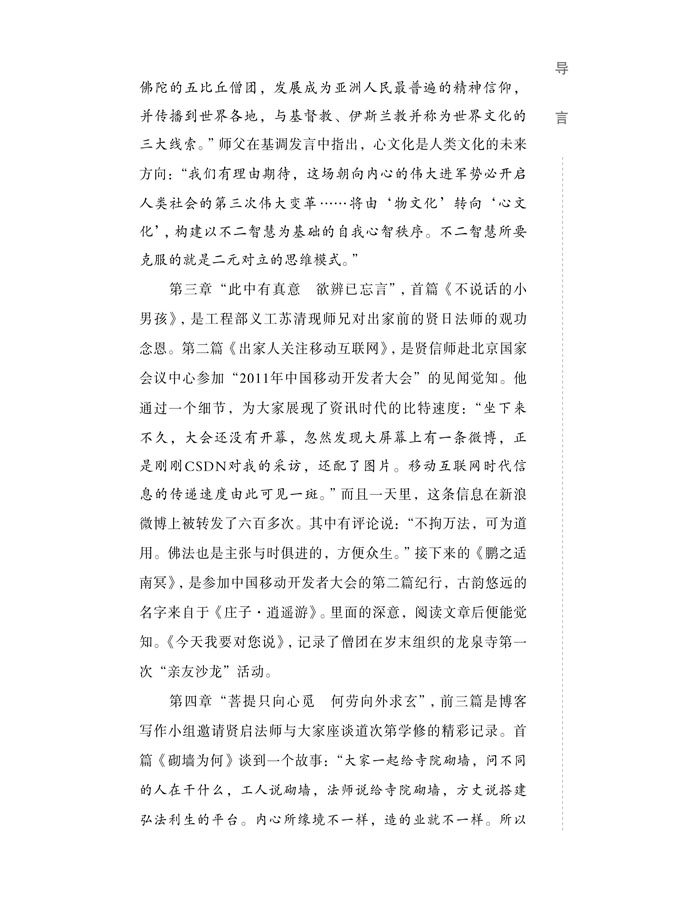 导言
佛陀的五比丘僧团，发展成为亚洲人民最普遍的精神信仰，
并传播到世界各地，与基督教、伊斯兰教并称为世界文化的
三大线索。”师父在基调发言中指出，心文化是人类文化的未来
方向：“我们有理由期待，这场朝向内心的伟大进军势必开启
人类社会的第三次伟大变革……将由‘物文化’转向‘心文
化’，构建以不二智慧为基础的自我心智秩序。不二智慧所要
克服的就是二元对立的思维模式。”
第三章“此中有真意　欲辨已忘言”，首篇《不说话的小
男孩》，是工程部义工苏清现师兄对出家前的贤日法师的观功
念恩。第二篇《出家人关注移动互联网》，是贤信师赴北京国家
会议中心参加“2011年中国移动开发者大会”的见闻觉知。他
通过一个细节，为大家展现了资讯时代的比特速度：“坐下来
不久，大会还没有开幕，忽然发现大屏幕上有一条微博，正
是刚刚CSDN对我的采访，还配了图片。移动互联网时代信
息的传递速度由此可见一斑。”而且一天里，这条信息在新浪
微博上被转发了六百多次。其中有评论说：“不拘万法，可为道
用。佛法也是主张与时俱进的，方便众生。”接下来的《鹏之适
南冥》，是参加中国移动开发者大会的第二篇纪行，古韵悠远的
名字来自于《庄子·逍遥游》。里面的深意，阅读文章后便能觉
知。《今天我要对您说》，记录了僧团在岁末组织的龙泉寺第一
次“亲友沙龙”活动。
第四章“菩提只向心觅　何劳向外求玄”，前三篇是博客
写作小组邀请贤启法师与大家座谈道次第学修的精彩记录。首
篇《砌墙为何》谈到一个故事：“大家一起给寺院砌墙，问不同
的人在干什么，工人说砌墙，法师说给寺院砌墙，方丈说搭建
弘法利生的平台。内心所缘境不一样，造的业就不一样。所以